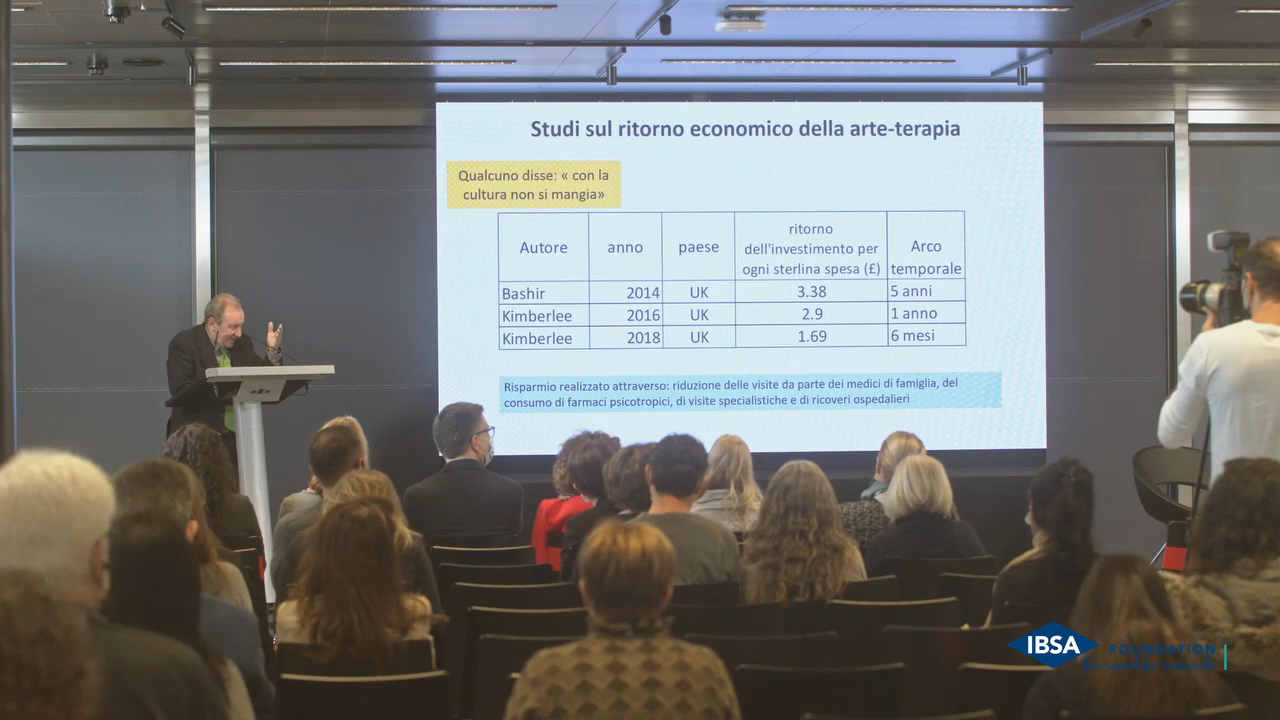 Studi sul ritorno economico della arte-terapia
Qualcuno disse: « con la
cultura non si mangia»
Autore anno paese ritorno dell'investimento per ogni sterlina spesa (£) Arco temporale
Bashir 2014 UK 3.38 5 anni
Kimberlee 2016 UK 2.9 1 anno
Kimberlee 2018 UK 1.69 6 mesi
Risparmio realizzato attraverso: riduzione delle visite da parte dei medici di famiglia, del
consumo di farmaci psicotropici, di visite specialistiche e di ricoveri ospedalieri
IBSA FOUNDATION